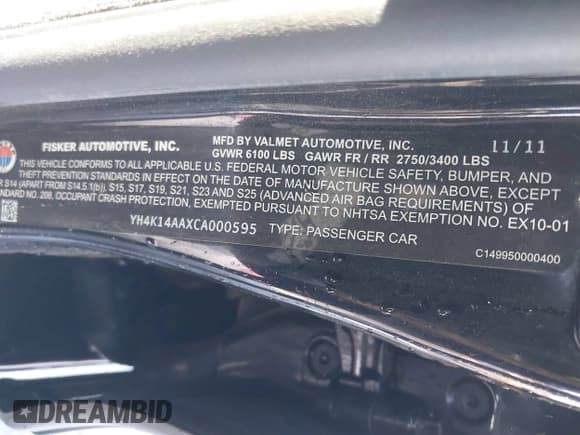 FISKER AUTOMOTIVE, INC. MFD BY VALMET AUTOMOTIVE, INC. 11/11
GVWR 6100 LBS GAWR FR / RR 2750/3400 LBS
THIS VEHICLE CONFORMS TO ALL APPLICABLE U.S. FEDERAL MOTOR VEHICLE SAFETY, BUMPER, AND
THEFT PREVENTION STANDARDS IN EFFECT ON THE DATE OF MANUFACTURE SHOWN ABOVE, EXCEPT
R S14 (APART FROM S14.5.1(b)), S15, S17, S19, S21, S23 AND S25 (ADVANCED AIR BAG REQUIREMENTS) OF
STANDARD NO. 208, OCCUPANT CRASH PROTECTION, EXEMPTED PURSUANT TO NHTSA EXEMPTION NO. EX10-01
YH4K14AAXCA000595 TYPE: PASSENGER CAR
C149950000400
DREAMBID